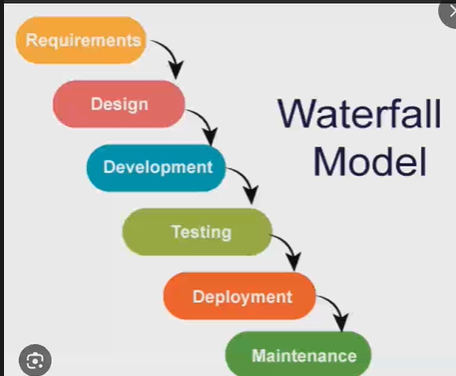 Requirements
Design
Waterfall
Model
Development
Testing
Deployment
Maintenance